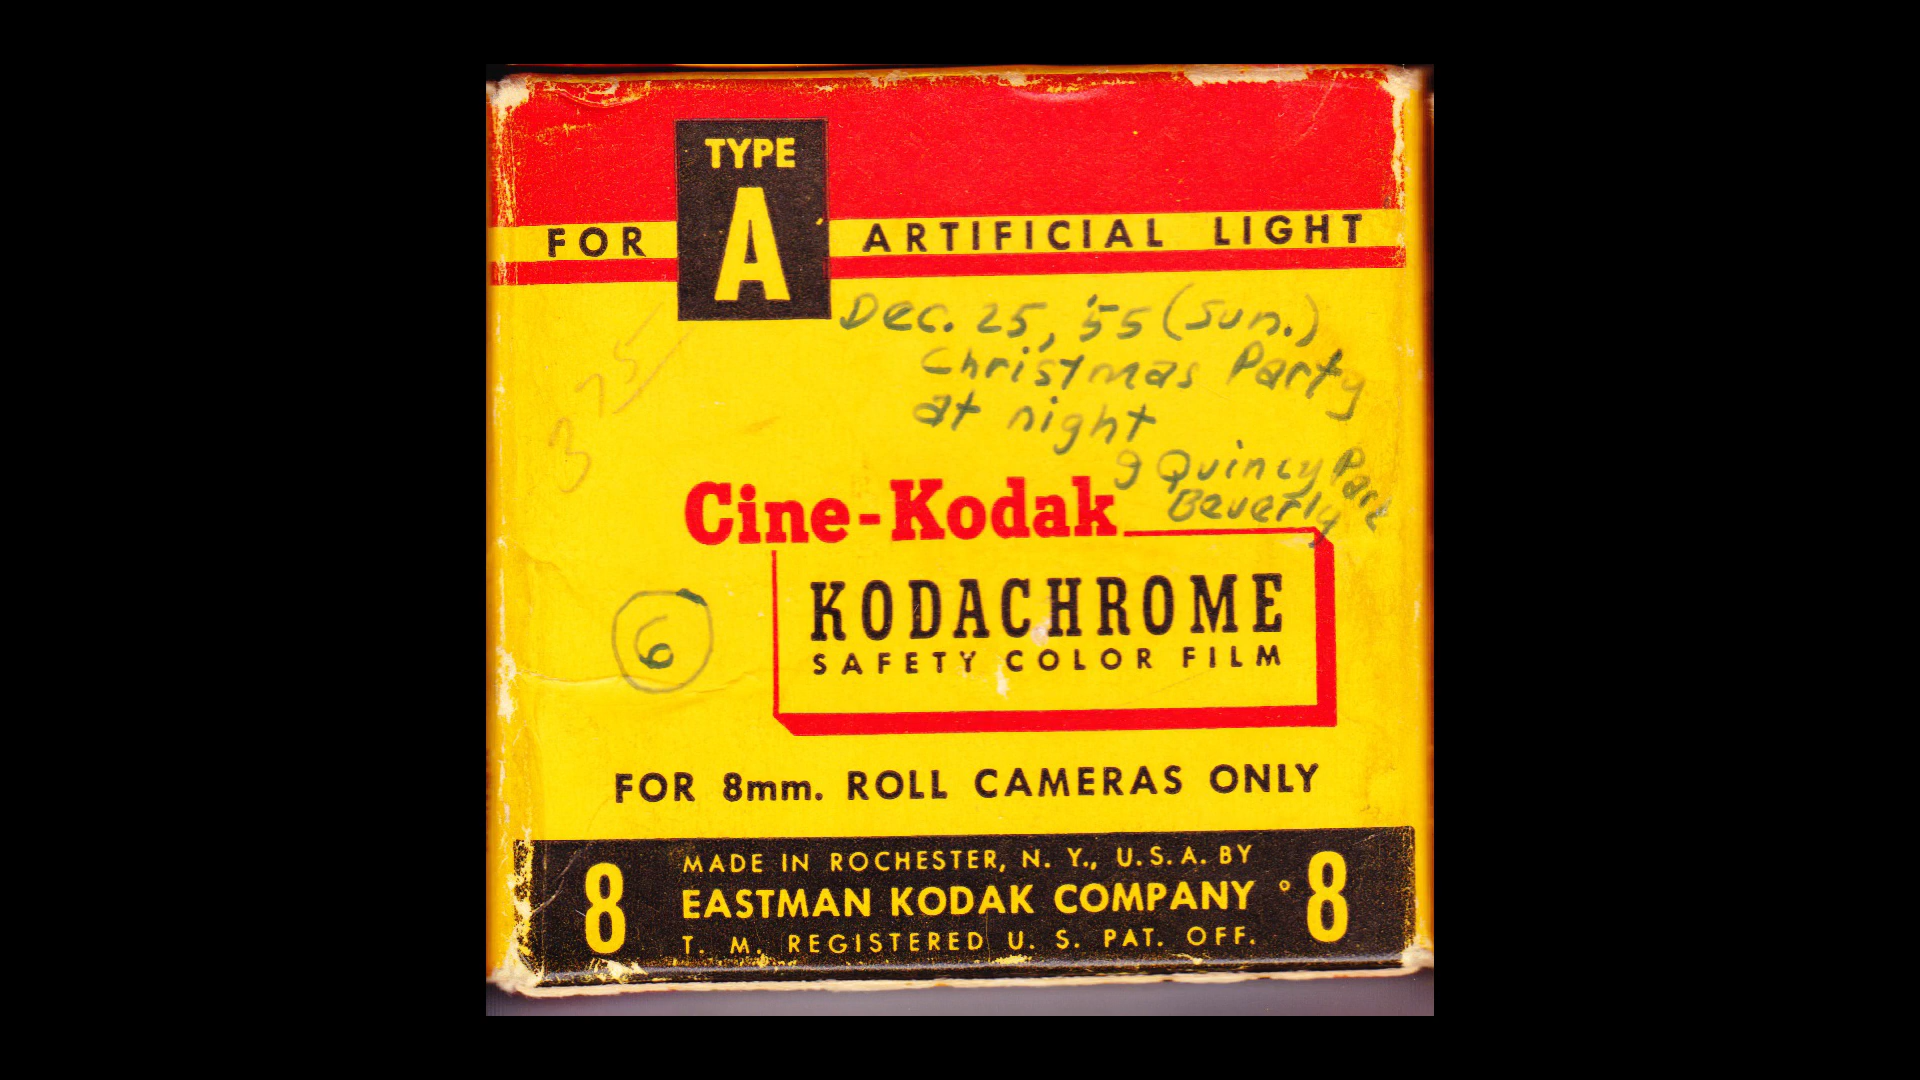 TYPE
A
FOR ARTIFICIAL LIGHT
Dec. 25, '55 (Sun.)
Christmas Party
at night
9 Quincy Park
Beverly
3 75
Cine-Kodak
KODACHROME
SAFETY COLOR FILM
6
FOR 8mm. ROLL CAMERAS ONLY
8 MADE IN ROCHESTER, N. Y., U.S.A. BY 8
EASTMAN KODAK COMPANY
T. M. REGISTERED U. S. PAT. OFF.